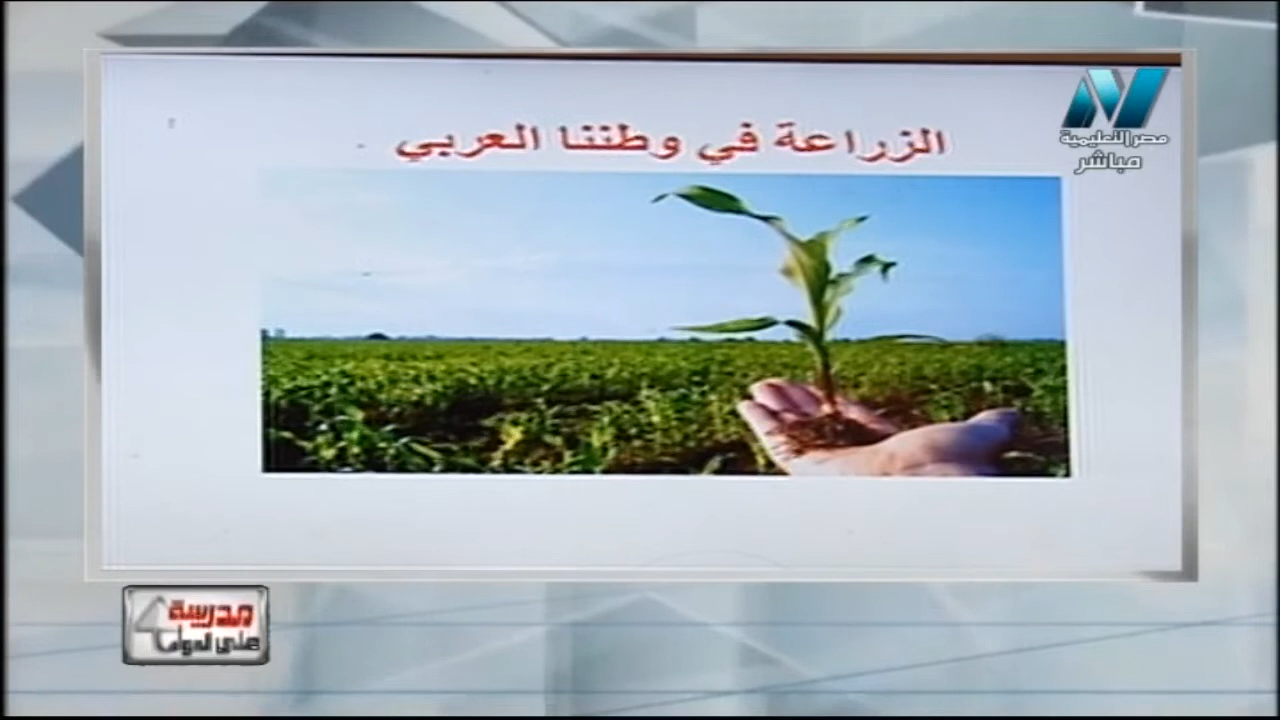 الزراعة في وطننا العربي
مصر التعليمية
مباشر
مدرسة
على الهواء